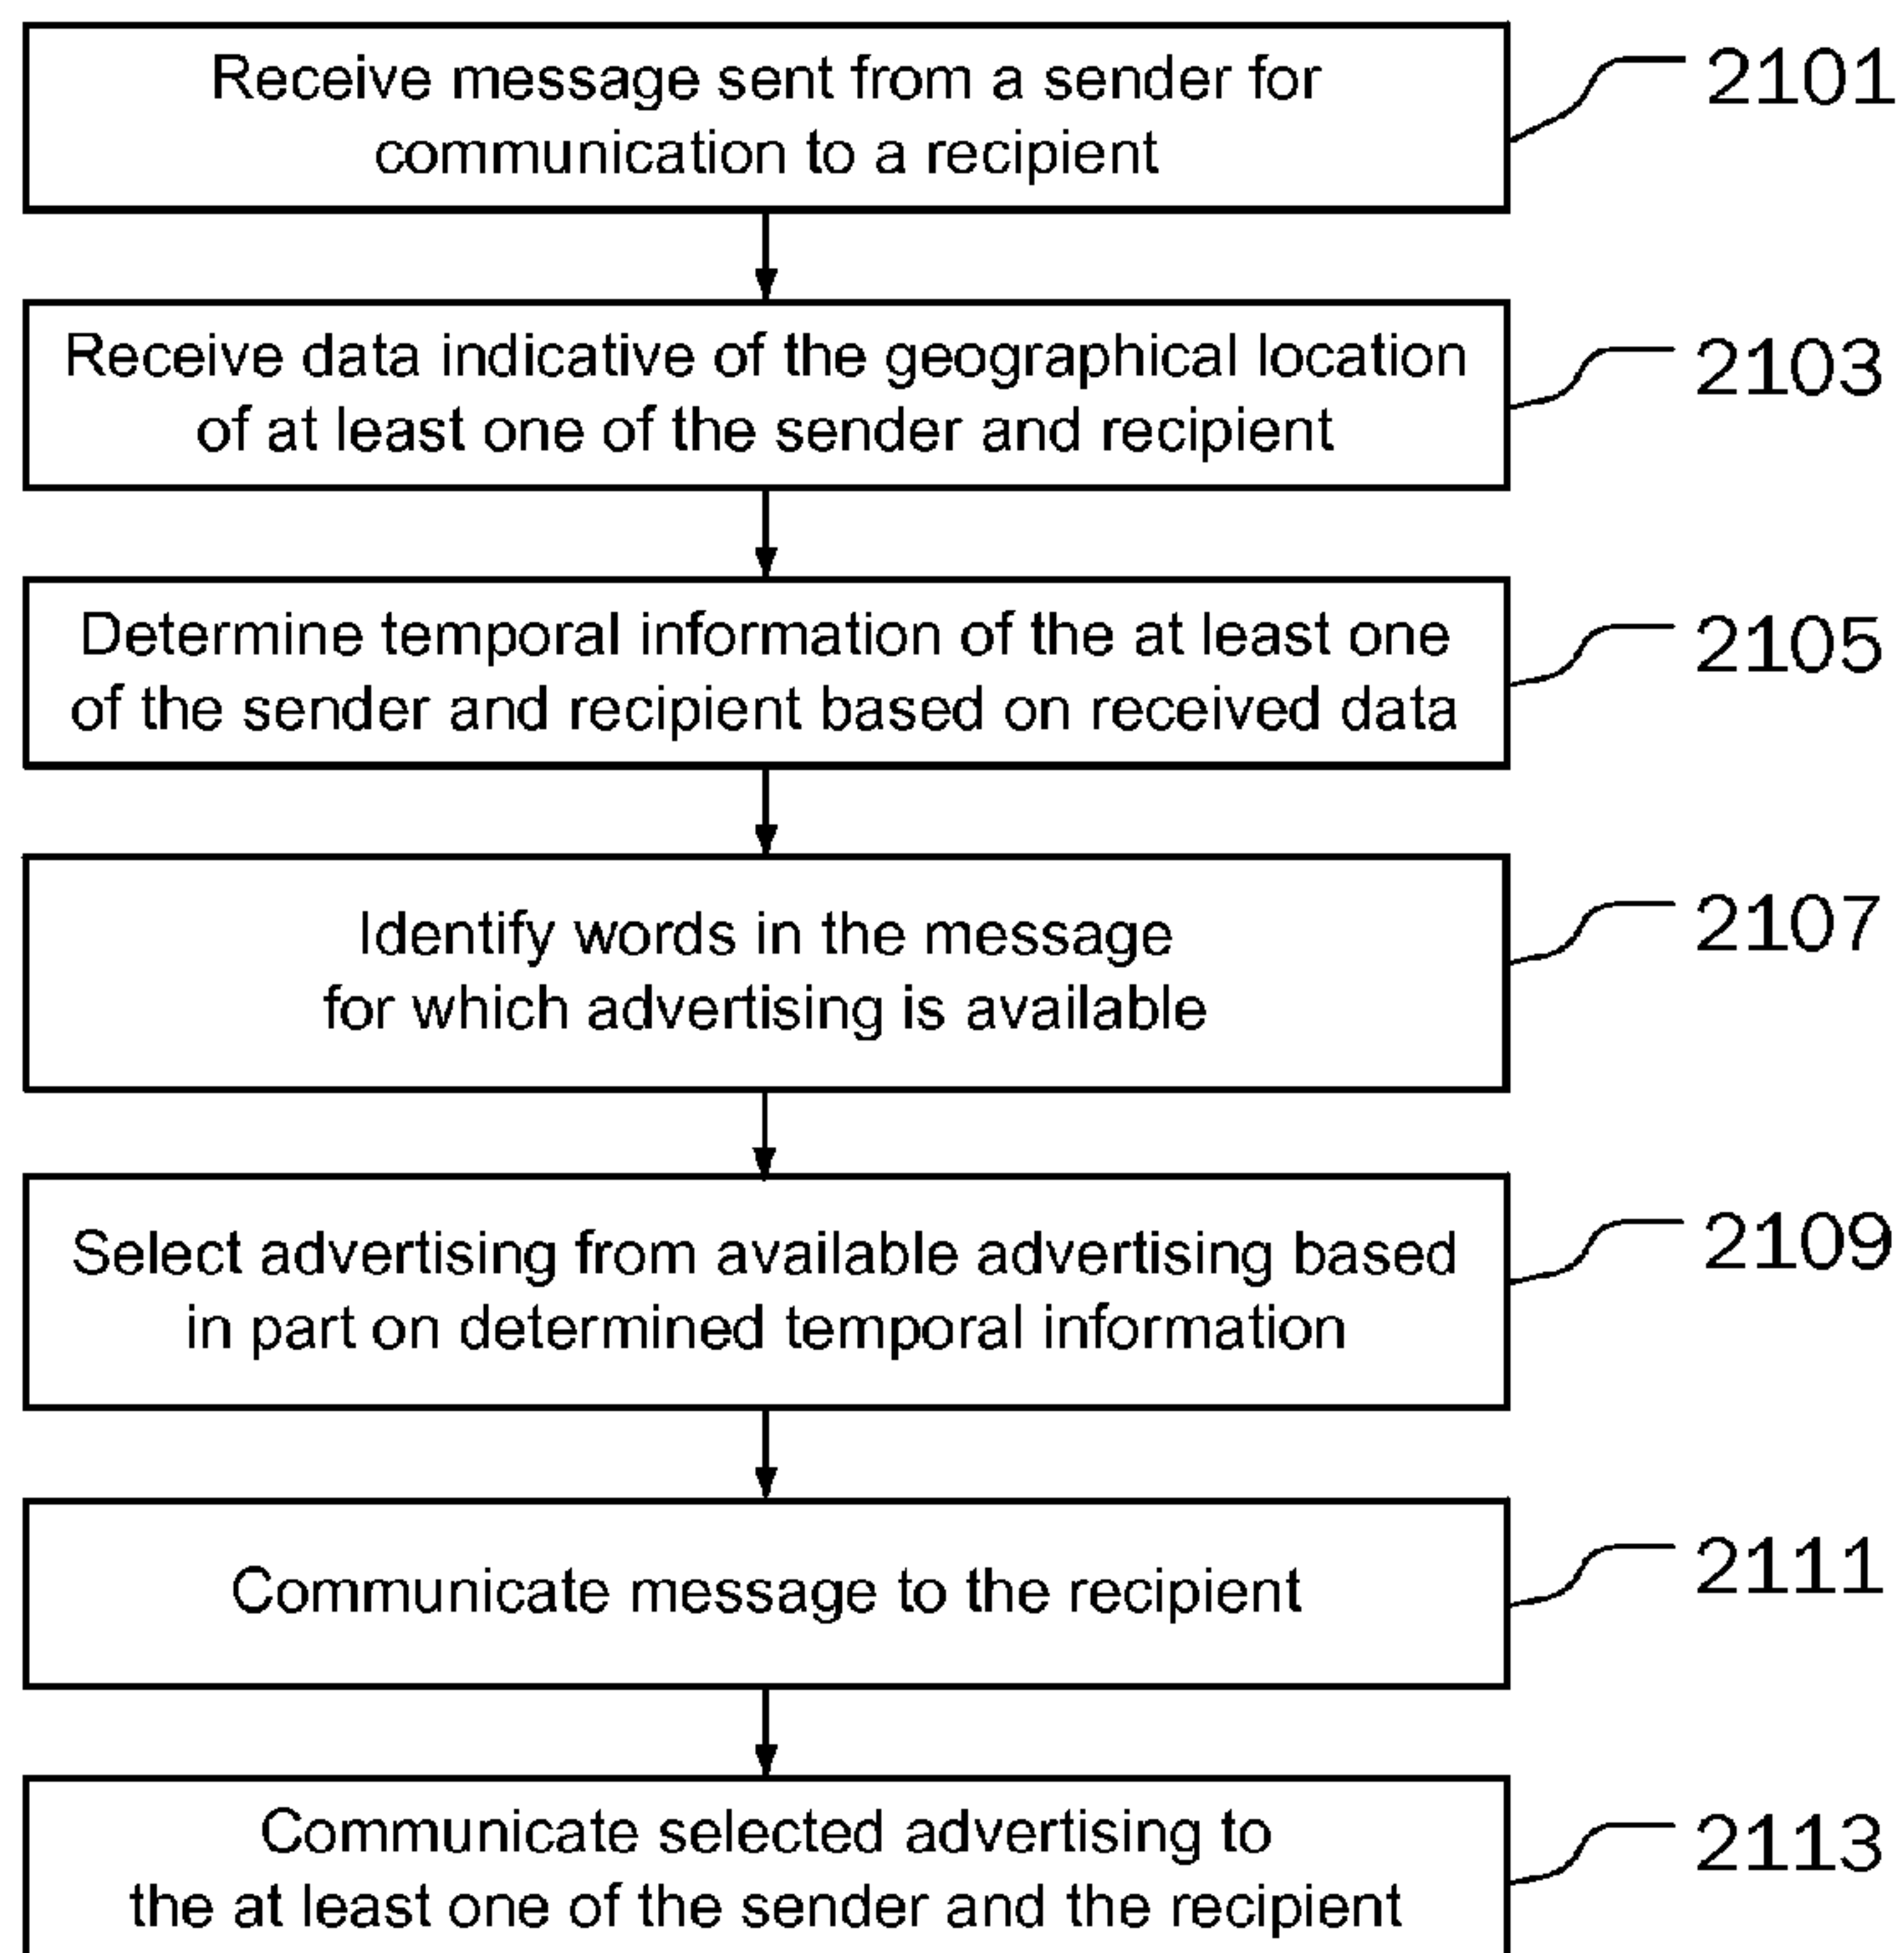 Receive message sent from a sender for
communication to a recipient
2101
Receive data indicative of the geographical location
of at least one of the sender and recipient
2103
Determine temporal information of the at least one
of the sender and recipient based on received data
2105
Identify words in the message
for which advertising is available
2107
Select advertising from available advertising based
in part on determined temporal information
2109
Communicate message to the recipient
2111
Communicate selected advertising to
the at least one of the sender and the recipient
2113